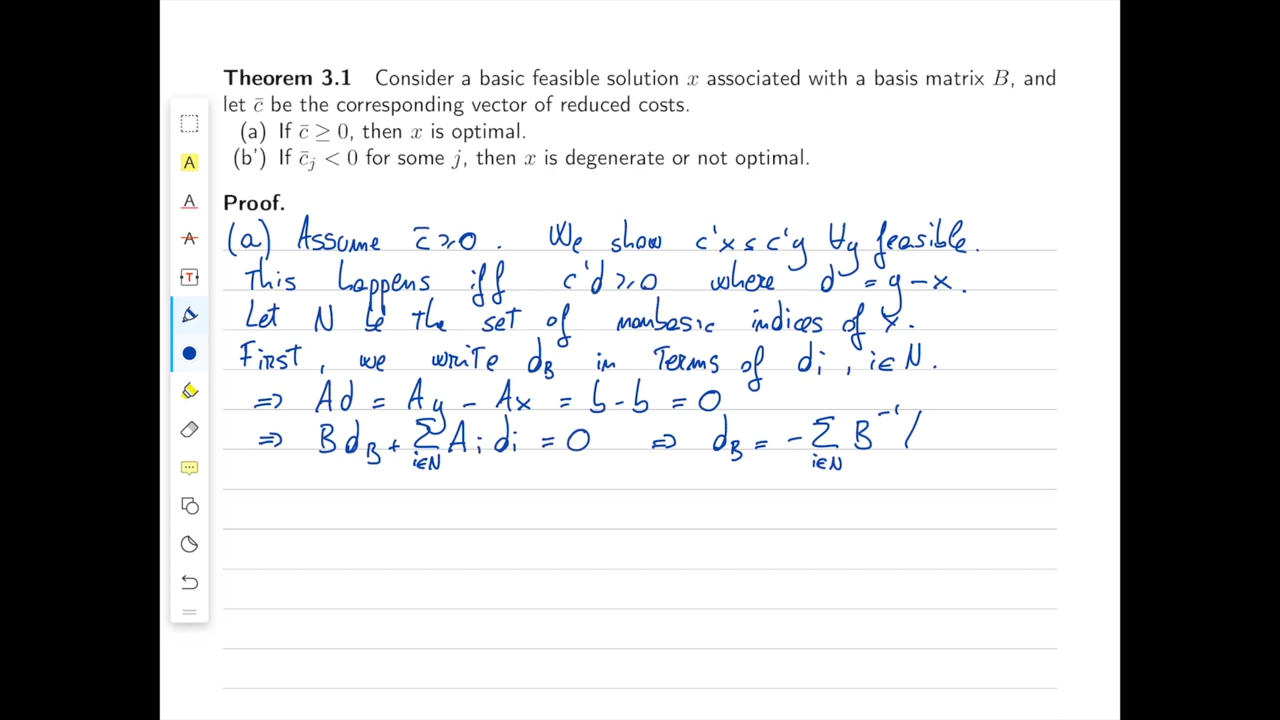 Theorem 3.1 Consider a basic feasible solution x associated with a basis matrix B, and
let c̄ be the corresponding vector of reduced costs.
(a) If c̄ ≥ 0, then x is optimal.
(b') If c̄_j < 0 for some j, then x is degenerate or not optimal.
Proof.
(a) Assume c̄ ≥ 0. We show c'x ≤ c'y ∀y feasible.
This happens iff c'd ≥ 0 where d = y - x.
Let N be the set of nonbasic indices of x.
First, we write d_B in terms of d_i, i∈N.
⇒ Ad = Ay - Ax = b - b = 0
⇒ B d_B + ∑_{i∈N} A_i d_i = 0 ⇒ d_B = - ∑_{i∈N} B^{-1} /
A
A
A
T